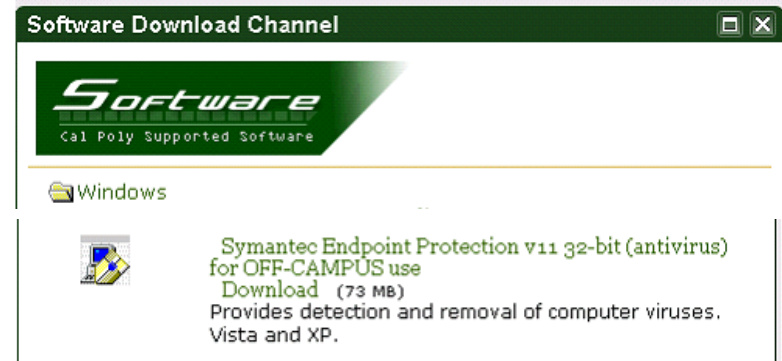 Software Download Channel
Software
Cal Poly Supported Software
Windows
Symantec Endpoint Protection v11 32-bit (antivirus)
for OFF-CAMPUS use
Download (73 MB)
Provides detection and removal of computer viruses.
Vista and XP.